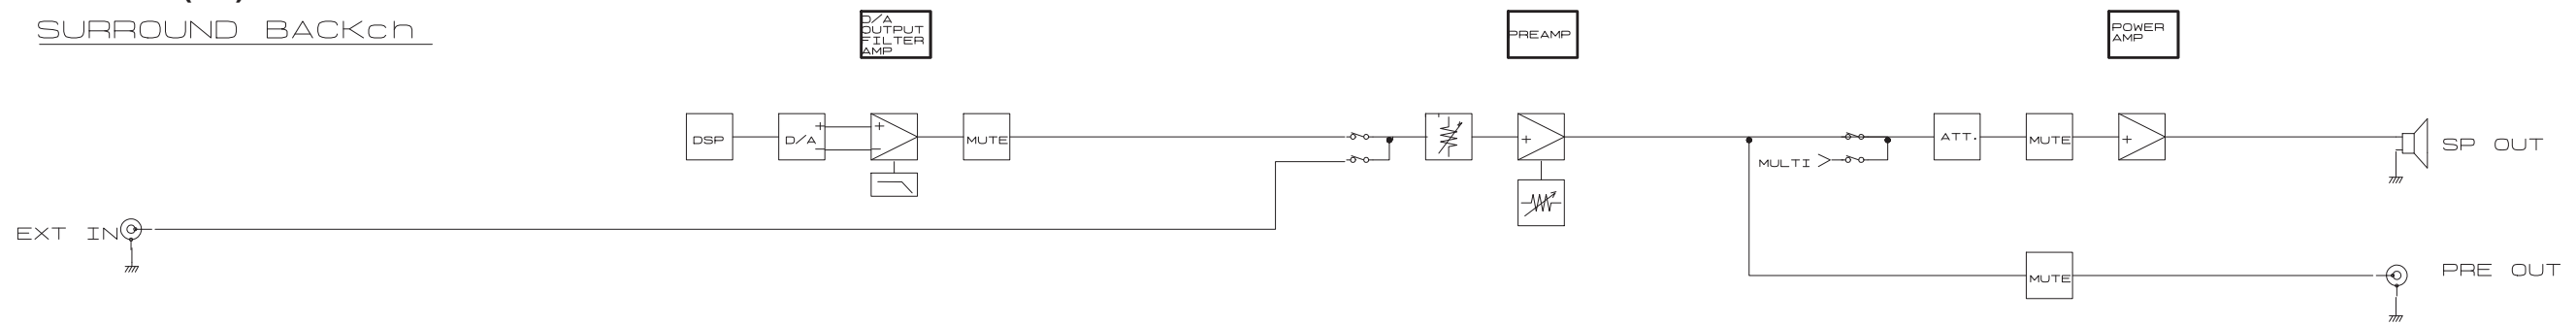 SURROUND BACKch
D/A
OUTPUT
FILTER
AMP
PREAMP
POWER
AMP
DSP
D/A
+
-
+
-
MUTE
+
MULTI
ATT.
MUTE
+
SP OUT
EXT IN
MUTE
PRE OUT